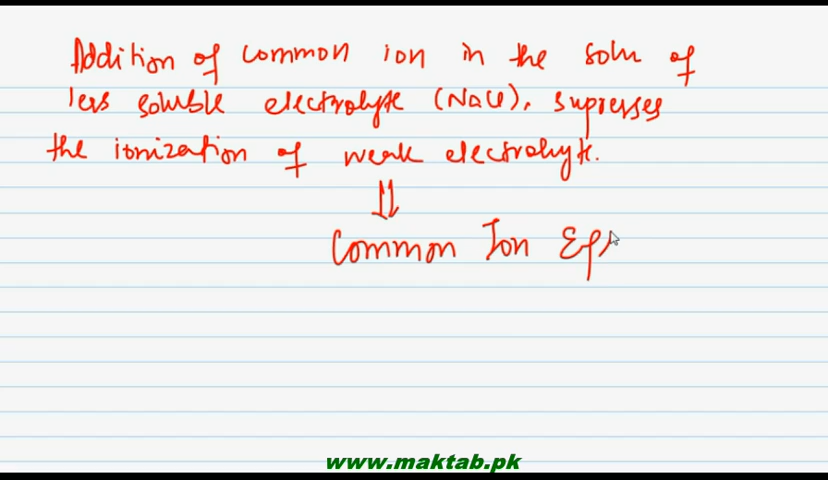 Addition of common ion in the soln of
less soluble electrolyte (NaCl), supresses
the ionization of weak electrolyte.
Common Ion Eff
www.maktab.pk